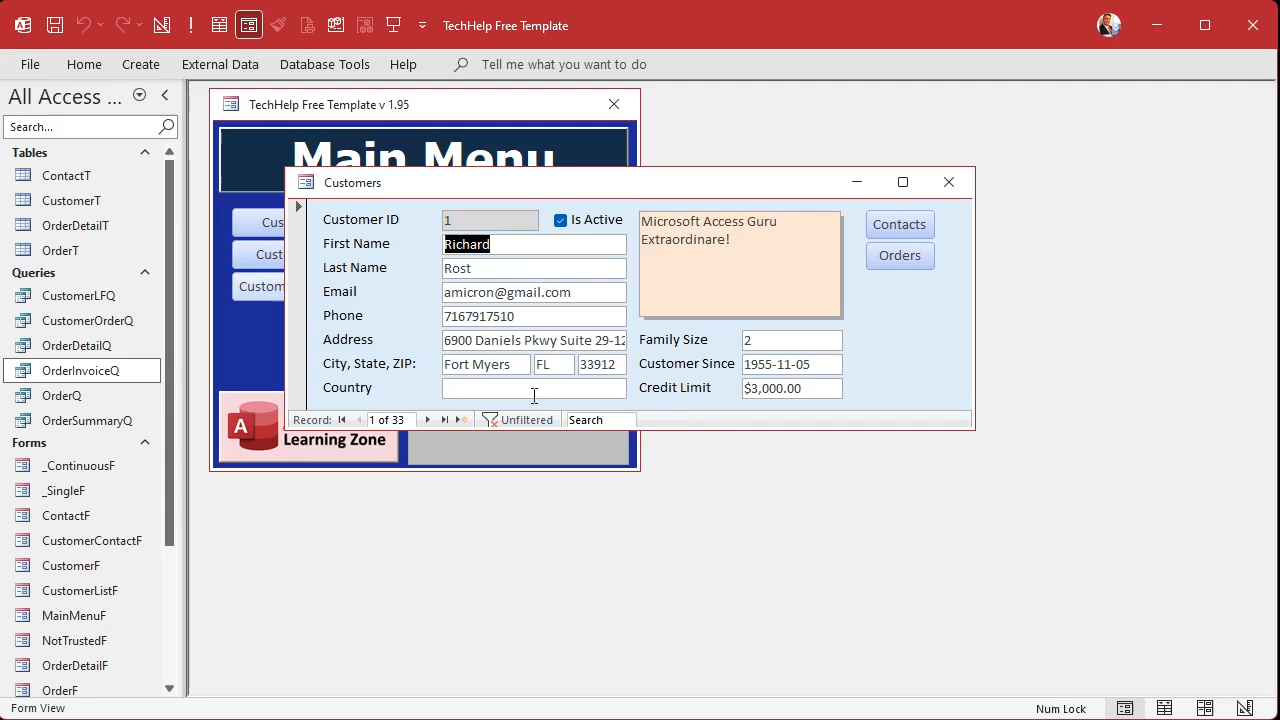 TechHelp Free Template
File Home Create External Data Database Tools Help Tell me what you want to do
All Access ...
Search...
Tables
ContactT
CustomerT
OrderDetailT
OrderT
Queries
CustomerLFQ
CustomerOrderQ
OrderDetailQ
OrderInvoiceQ
OrderQ
OrderSummaryQ
Forms
_ContinuousF
_SingleF
ContactF
CustomerContactF
CustomerF
CustomerListF
MainMenuF
NotTrustedF
OrderDetailF
OrderF
TechHelp Free Template v 1.95
Main Menu
Cus
Cust
Custom
A
Learning Zone
Customers
Customer ID 1 Is Active
First Name Richard
Last Name Rost
Email amicron@gmail.com
Phone 7167917510
Address 6900 Daniels Pkwy Suite 29-12
City, State, ZIP: Fort Myers FL 33912
Country
Microsoft Access Guru
Extraordinare!
Family Size 2
Customer Since 1955-11-05
Credit Limit $3,000.00
Contacts
Orders
Record: 1 of 33 Unfiltered Search
Form View Num Lock